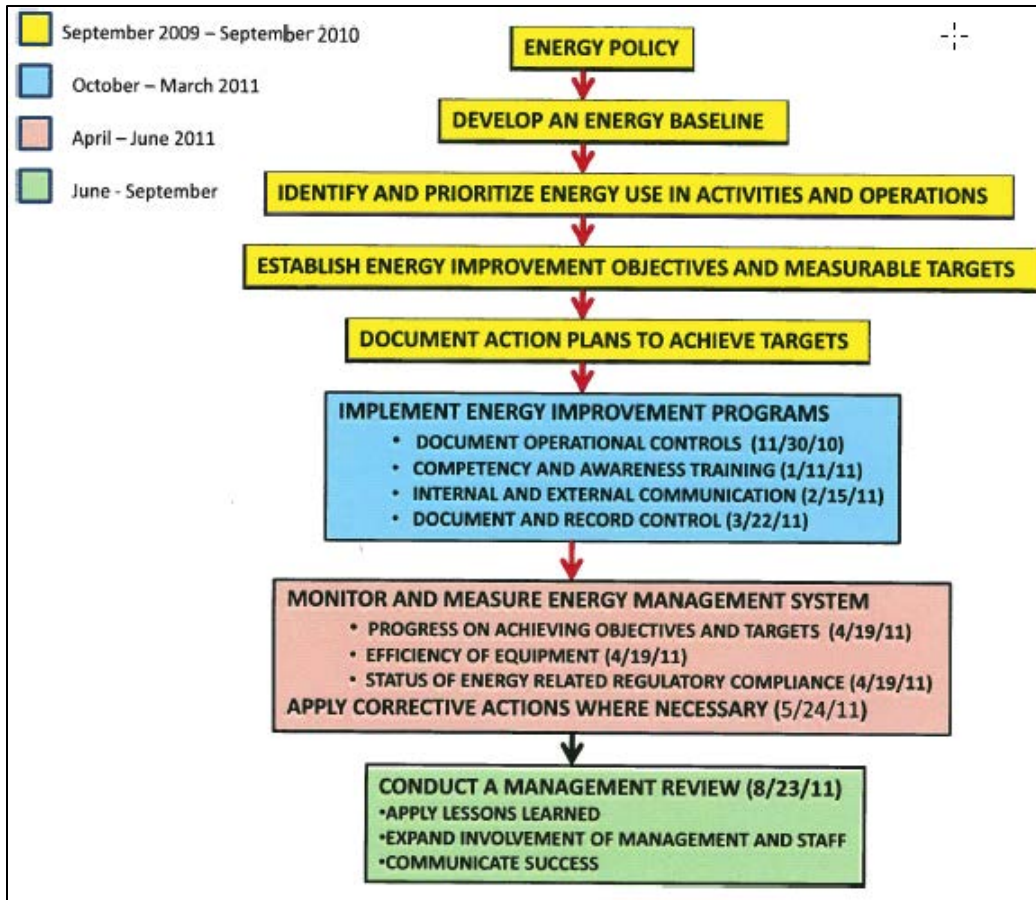 September 2009 – September 2010
October – March 2011
April – June 2011
June - September
ENERGY POLICY
DEVELOP AN ENERGY BASELINE
IDENTIFY AND PRIORITIZE ENERGY USE IN ACTIVITIES AND OPERATIONS
ESTABLISH ENERGY IMPROVEMENT OBJECTIVES AND MEASURABLE TARGETS
DOCUMENT ACTION PLANS TO ACHIEVE TARGETS
IMPLEMENT ENERGY IMPROVEMENT PROGRAMS
• DOCUMENT OPERATIONAL CONTROLS (11/30/10)
• COMPETENCY AND AWARENESS TRAINING (1/11/11)
• INTERNAL AND EXTERNAL COMMUNICATION (2/15/11)
• DOCUMENT AND RECORD CONTROL (3/22/11)
MONITOR AND MEASURE ENERGY MANAGEMENT SYSTEM
• PROGRESS ON ACHIEVING OBJECTIVES AND TARGETS (4/19/11)
• EFFICIENCY OF EQUIPMENT (4/19/11)
• STATUS OF ENERGY RELATED REGULATORY COMPLIANCE (4/19/11)
APPLY CORRECTIVE ACTIONS WHERE NECESSARY (5/24/11)
CONDUCT A MANAGEMENT REVIEW (8/23/11)
•APPLY LESSONS LEARNED
•EXPAND INVOLVEMENT OF MANAGEMENT AND STAFF
•COMMUNICATE SUCCESS